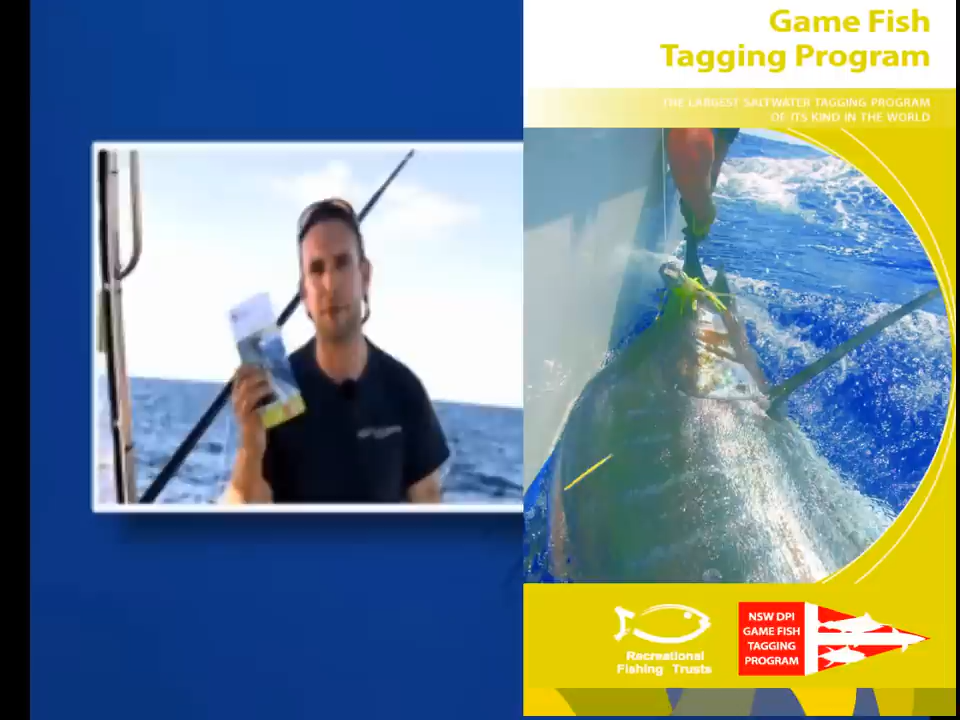 Game Fish
Tagging Program
THE LARGEST SALTWATER TAGGING PROGRAM
OF ITS KIND IN THE WORLD
Recreational
Fishing Trusts
NSW DPI
GAME FISH
TAGGING
PROGRAM